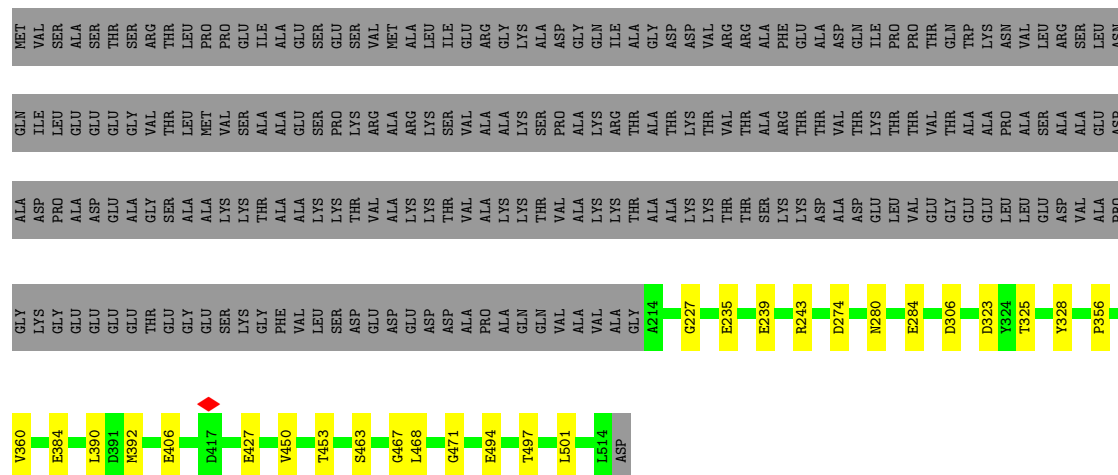 MET VAL SER ALA SER THR SER ARG THR LEU PRO PRO GLU ILE ALA GLU SER GLU SER VAL MET ALA LEU ILE GLU ARG GLY LYS ALA ASP GLY GLN ILE ALA GLY ASP ASP VAL ARG ARG ALA PHE GLU ALA ASP GLN ILE PRO PRO THR GLN TRP LYS ASN VAL LEU ARG SER LEU ASN
GLN ILE LEU GLU GLU GLU GLY VAL THR LEU MET VAL SER ALA ALA GLU SER PRO LYS ARG ALA ARG LYS SER VAL ALA ALA LYS SER PRO ALA LYS ARG THR ALA THR LYS THR VAL THR ALA ARG THR THR VAL THR LYS THR THR VAL THR ALA ALA PRO ALA SER ALA ALA GLU ASP
ALA ASP PRO ALA ASP GLU ALA GLY SER ALA ALA LYS LYS THR ALA ALA LYS LYS THR VAL ALA LYS LYS THR VAL ALA LYS LYS THR VAL ALA LYS LYS THR ALA ALA LYS LYS THR THR SER LYS LYS ASP ALA ASP GLU LEU VAL GLU GLY GLU GLU LEU LEU GLU ASP VAL ALA PRO
GLY LYS GLY GLU GLU GLU GLU THR GLU GLY GLU SER LYS GLY PHE VAL LEU SER ASP GLU ASP GLU ASP ASP ALA PRO ALA GLN GLN VAL ALA VAL ALA GLY A214 G227 E235 E239 R243 D274 N280 E284 D306 D323 Y324 T325 Y328 P356
V360 E384 L390 D391 M392 E406 D417 E427 V450 T453 S463 G467 L468 G471 E494 T497 L501 L514 ASP